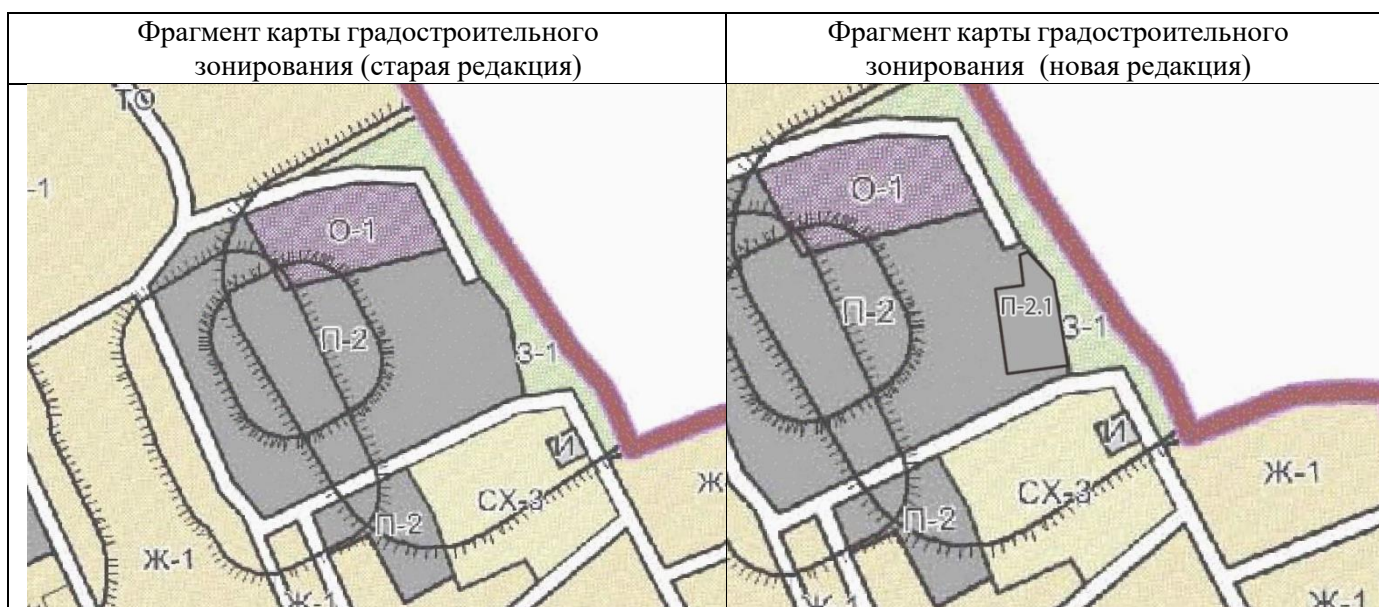 Фрагмент карты градостроительного
зонирования (старая редакция)
Фрагмент карты градостроительного
зонирования (новая редакция)
ТО
-1
О-1
П-2
З-1
И
Ж
СХ-3
П-2
Ж-1
Ж-1
О-1
П-2.1
П-2
З-1
И
Ж-1
СХ-3
П-2
Ж-1
Ж-1